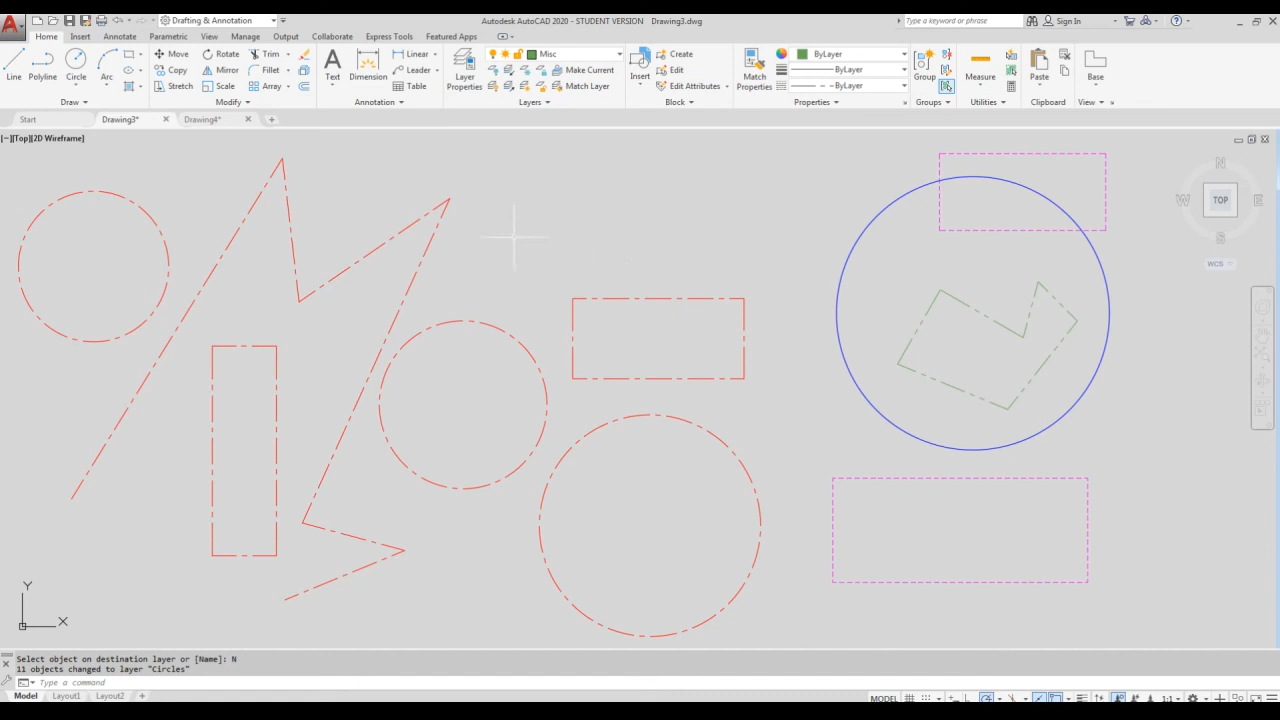 A Drafting & Annotation Autodesk AutoCAD 2020 - STUDENT VERSION Drawing3.dwg Type a keyword or phrase Sign In
Home Insert Annotate Parametric View Manage Output Collaborate Express Tools Featured Apps
Line Polyline Circle Arc Move Rotate Trim Text Dimension Linear Layer Properties Misc Insert Create Match Properties ByLayer Group Measure Paste Base
Copy Mirror Fillet Leader Make Current Edit ByLayer
Stretch Scale Array Table Match Layer Edit Attributes ByLayer
Draw Modify Annotation Layers Block Properties Groups Utilities Clipboard View
Start Drawing3* Drawing4*
[−][Top][2D Wireframe]
N
W TOP E
S
WCS
Y
X
Select object on destination layer or [Name]: N
11 objects changed to layer "Circles"
Type a command
Model Layout1 Layout2 MODEL 1:1